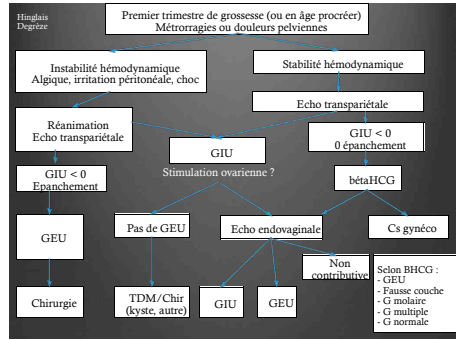 Hinglais
Degrèze
Premier trimestre de grossesse (ou en âge procréer)
Métrorragies ou douleurs pelviennes
Instabilité hémodynamique
Algique, irritation péritonéale, choc
Stabilité hémodynamique
Echo transpariétale
Réanimation
Echo transpariétale
GIU
GIU < 0
0 épanchement
GIU < 0
Epanchement
Stimulation ovarienne ?
bétaHCG
GEU
Pas de GEU
Echo endovaginale
Cs gynéco
Non
contributive
Chirurgie
TDM/Chir
(kyste, autre)
GIU
GEU
Selon BHCG :
- GEU
- Fausse couche
- G molaire
- G multiple
- G normale